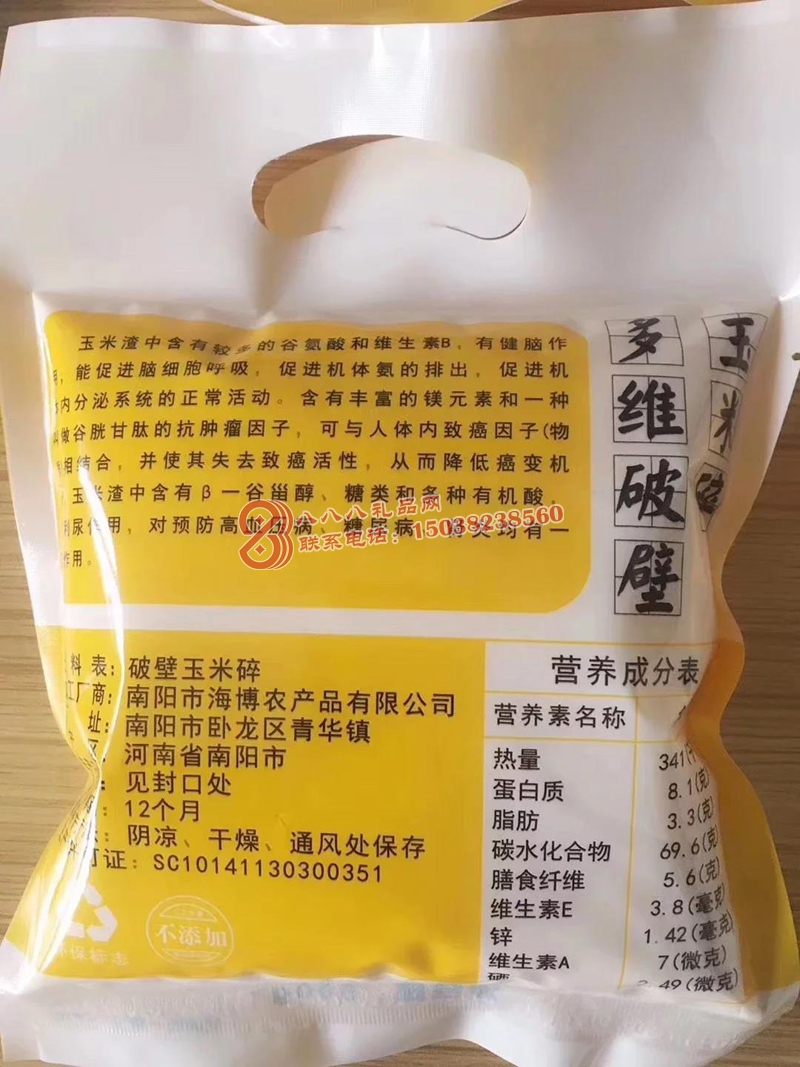 玉米渣中含有较多的谷氨酸和维生素B，有健脑作
，能促进脑细胞呼吸，促进机体氨的排出，促进机
内分泌系统的正常活动。含有丰富的镁元素和一种
做谷胱甘肽的抗肿瘤因子，可与人体内致癌因子(物
相结合，并使其失去致癌活性，从而降低癌变机
，玉米渣中含有β一谷甾醇、糖类和多种有机酸。
利尿作用，对预防高血压病、糖尿病、 类均有一
作用。
八八八礼品网
联系电话：15038238560
多维破壁
玉
料表：破壁玉米碎
厂商：南阳市海博农产品有限公司
址：南阳市卧龙区青华镇
河南省南阳市
：见封口处
：12个月
：阴凉、干燥、通风处保存
可证：SC10141130300351
环保标志
不添加
营养成分表
营养素名称
热量 341
蛋白质 8.1(克
脂肪 3.3(克
碳水化合物 69.6(克
膳食纤维 5.6(克
维生素E 3.8(毫克
锌 1.42(毫克
维生素A 7(微克)
49(微克)